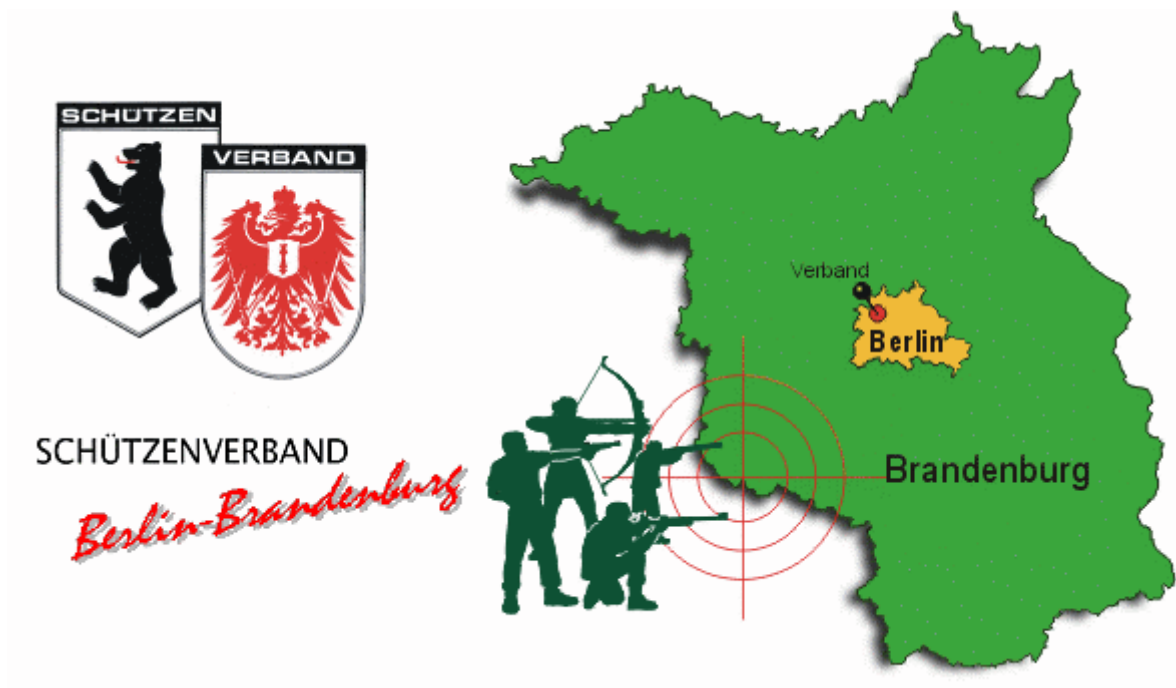 SCHÜTZEN
VERBAND
SCHÜTZENVERBAND
Berlin-Brandenburg
Verband
Berlin
Brandenburg